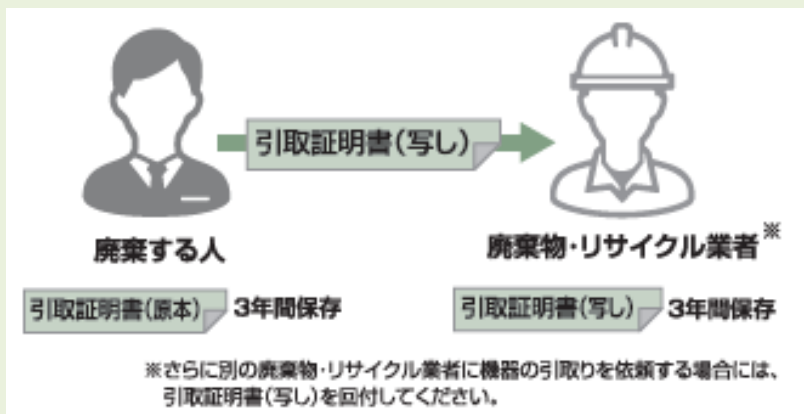 引取証明書(写し)
廃棄する人
廃棄物・リサイクル業者※
引取証明書(原本) 3年間保存
引取証明書(写し) 3年間保存
※さらに別の廃棄物・リサイクル業者に機器の引取りを依頼する場合には、
引取証明書(写し)を回付してください。